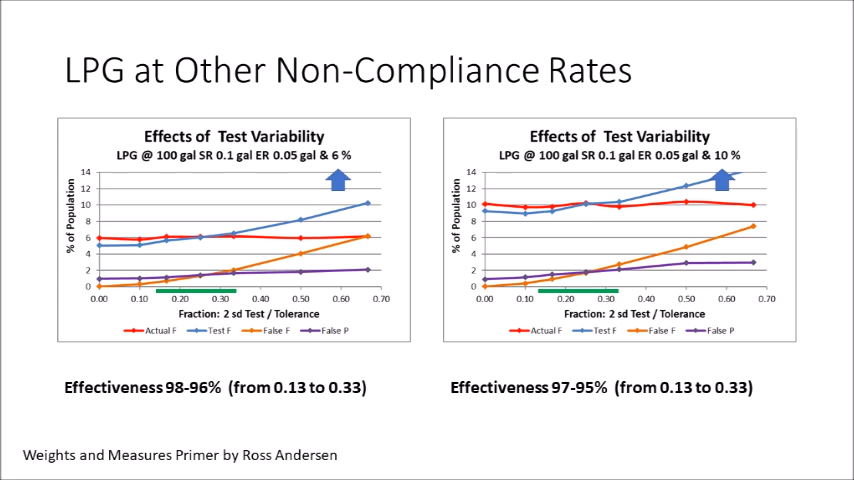 LPG at Other Non-Compliance Rates
Effects of Test Variability
LPG @ 100 gal SR 0.1 gal ER 0.05 gal & 6 %
% of Population
14
12
10
8
6
4
2
0
0.00 0.10 0.20 0.30 0.40 0.50 0.60 0.70
Fraction: 2 sd Test / Tolerance
Actual F Test F False F False P
Effects of Test Variability
LPG @ 100 gal SR 0.1 gal ER 0.05 gal & 10 %
% of Population
14
12
10
8
6
4
2
0
0.00 0.10 0.20 0.30 0.40 0.50 0.60 0.70
Fraction: 2 sd Test / Tolerance
Actual F Test F False F False P
Effectiveness 98-96% (from 0.13 to 0.33)
Effectiveness 97-95% (from 0.13 to 0.33)
Weights and Measures Primer by Ross Andersen